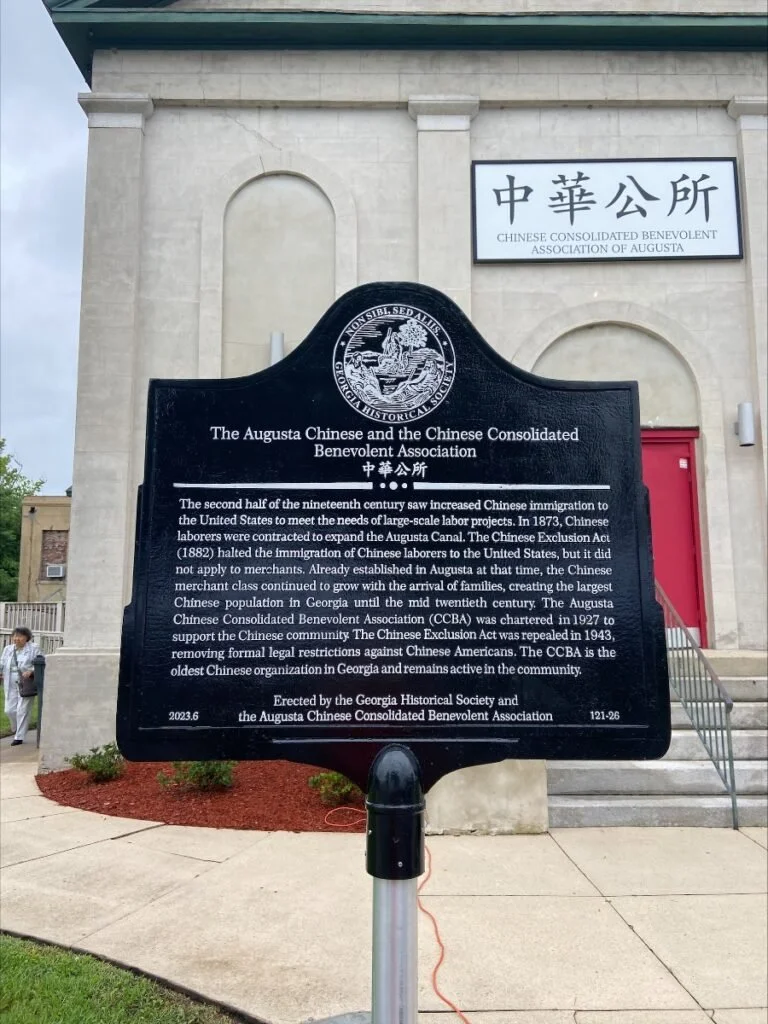 中華公所
CHINESE CONSOLIDATED BENEVOLENT
ASSOCIATION OF AUGUSTA
NON SIBI, SED ALIIS.
GEORGIA HISTORICAL SOCIETY
The Augusta Chinese and the Chinese Consolidated
Benevolent Association
中華公所
The second half of the nineteenth century saw increased Chinese immigration to
the United States to meet the needs of large-scale labor projects. In 1873, Chinese
laborers were contracted to expand the Augusta Canal. The Chinese Exclusion Act
(1882) halted the immigration of Chinese laborers to the United States, but it did
not apply to merchants. Already established in Augusta at that time, the Chinese
merchant class continued to grow with the arrival of families, creating the largest
Chinese population in Georgia until the mid twentieth century. The Augusta
Chinese Consolidated Benevolent Association (CCBA) was chartered in 1927 to
support the Chinese community. The Chinese Exclusion Act was repealed in 1943,
removing formal legal restrictions against Chinese Americans. The CCBA is the
oldest Chinese organization in Georgia and remains active in the community.
Erected by the Georgia Historical Society and
2023.6 the Augusta Chinese Consolidated Benevolent Association 121-26